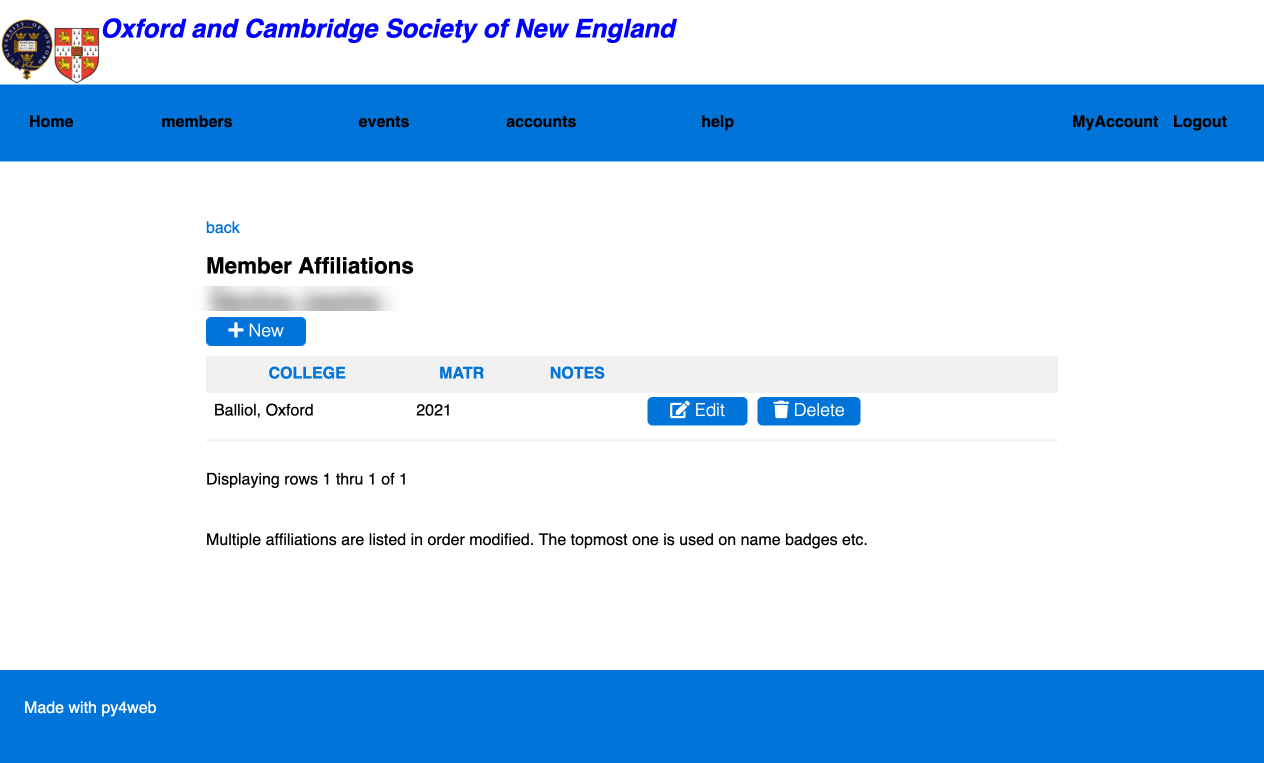 Oxford and Cambridge Society of New England
Home members events accounts help MyAccount Logout
back
Member Affiliations
New
COLLEGE MATR NOTES
Balliol, Oxford 2021 Edit Delete
Displaying rows 1 thru 1 of 1
Multiple affiliations are listed in order modified. The topmost one is used on name badges etc.
Made with py4web